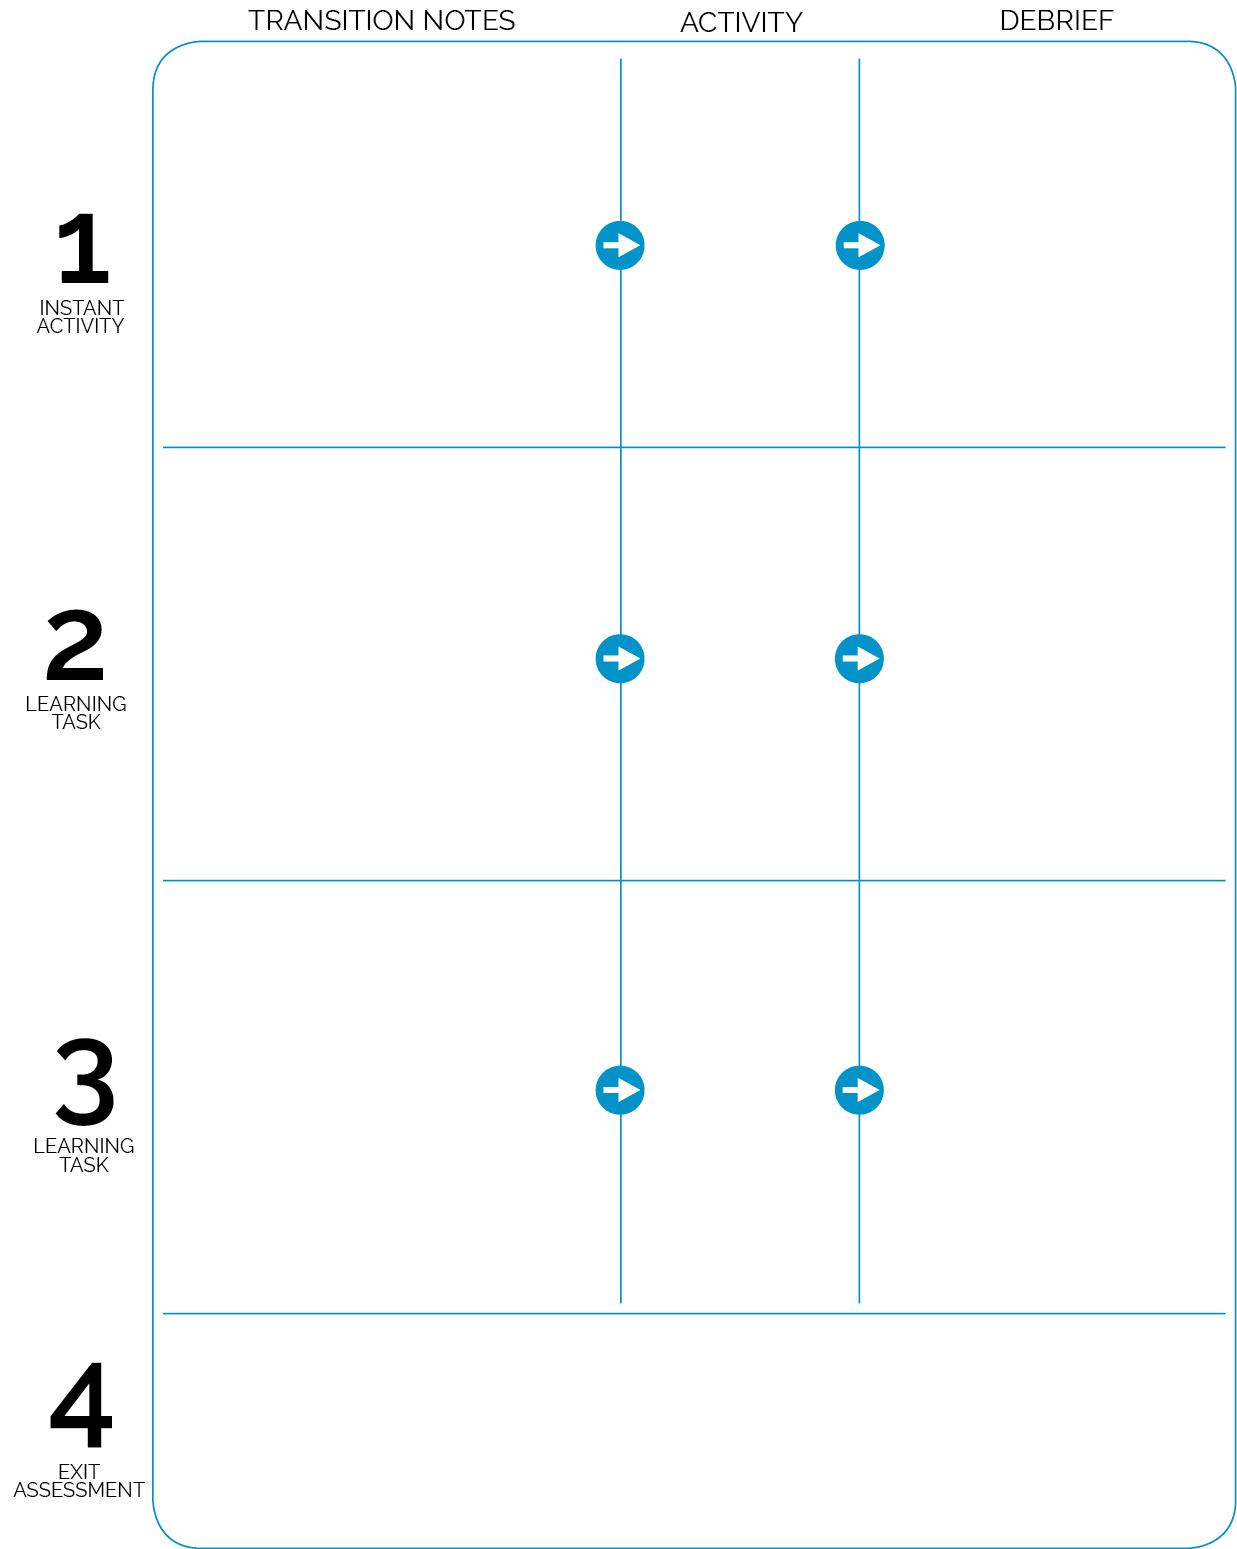 TRANSITION NOTES
ACTIVITY
DEBRIEF
1
INSTANT
ACTIVITY
2
LEARNING
TASK
3
LEARNING
TASK
4
EXIT
ASSESSMENT